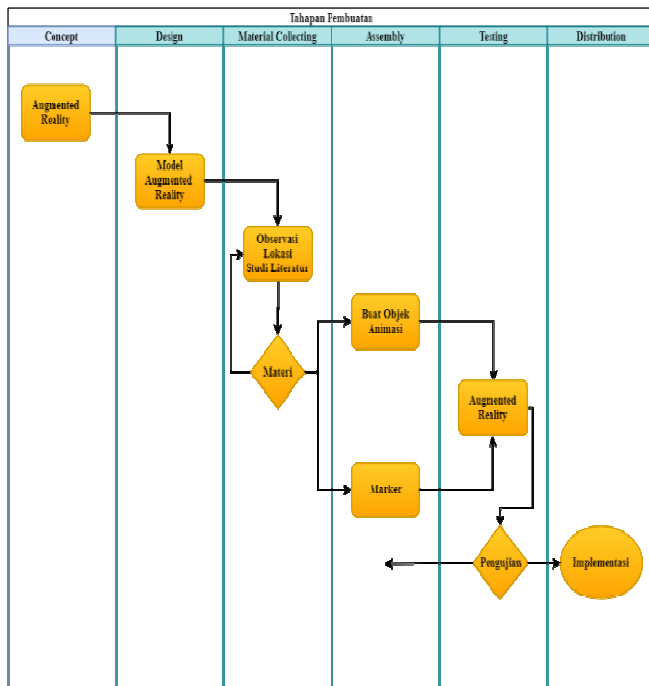 Tahapan Pembuatan
Concept
Design
Material Collecting
Assembly
Testing
Distribution
Augmented
Reality
Model
Augmented
Reality
Observasi
Lokasi
Studi Literatur
Materi
Buat Objek
Animasi
Marker
Augmented
Reality
Pengujian
Implementasi